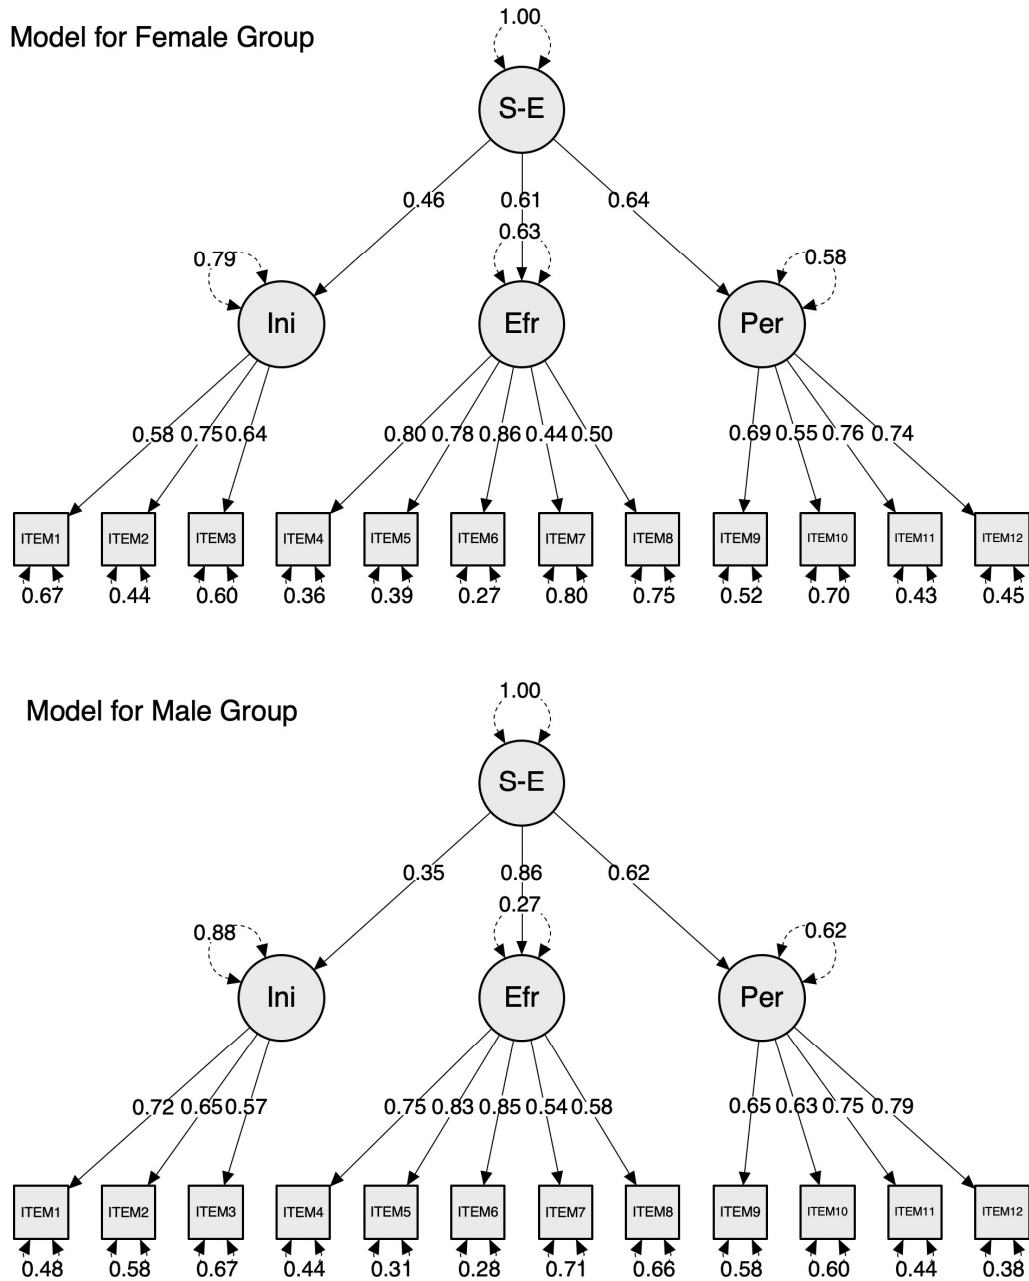 Model for Female Group
1.00
S-E
0.46 0.61 0.64
0.63
0.79 0.58
Ini Efr Per
0.58 0.75 0.64 0.80 0.78 0.86 0.44 0.50 0.69 0.55 0.76 0.74
ITEM1 ITEM2 ITEM3 ITEM4 ITEM5 ITEM6 ITEM7 ITEM8 ITEM9 ITEM10 ITEM11 ITEM12
0.67 0.44 0.60 0.36 0.39 0.27 0.80 0.75 0.52 0.70 0.43 0.45
Model for Male Group
1.00
S-E
0.35 0.86 0.62
0.27
0.88 0.62
Ini Efr Per
0.72 0.65 0.57 0.75 0.83 0.85 0.54 0.58 0.65 0.63 0.75 0.79
ITEM1 ITEM2 ITEM3 ITEM4 ITEM5 ITEM6 ITEM7 ITEM8 ITEM9 ITEM10 ITEM11 ITEM12
0.48 0.58 0.67 0.44 0.31 0.28 0.71 0.66 0.58 0.60 0.44 0.38